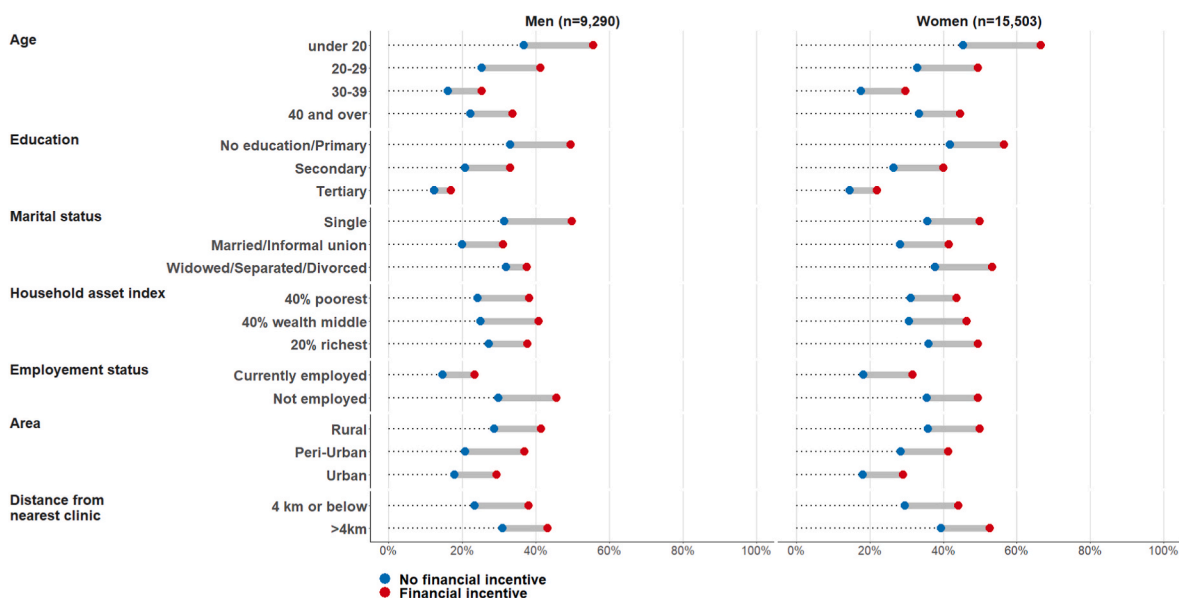 Men (n=9,290)
Women (n=15,503)
Age
under 20
20-29
30-39
40 and over
Education
No education/Primary
Secondary
Tertiary
Marital status
Single
Married/Informal union
Widowed/Separated/Divorced
Household asset index
40% poorest
40% wealth middle
20% richest
Employement status
Currently employed
Not employed
Area
Rural
Peri-Urban
Urban
Distance from
nearest clinic
4 km or below
>4km
0% 20% 40% 60% 80% 100%
0% 20% 40% 60% 80% 100%
No financial incentive
Financial incentive